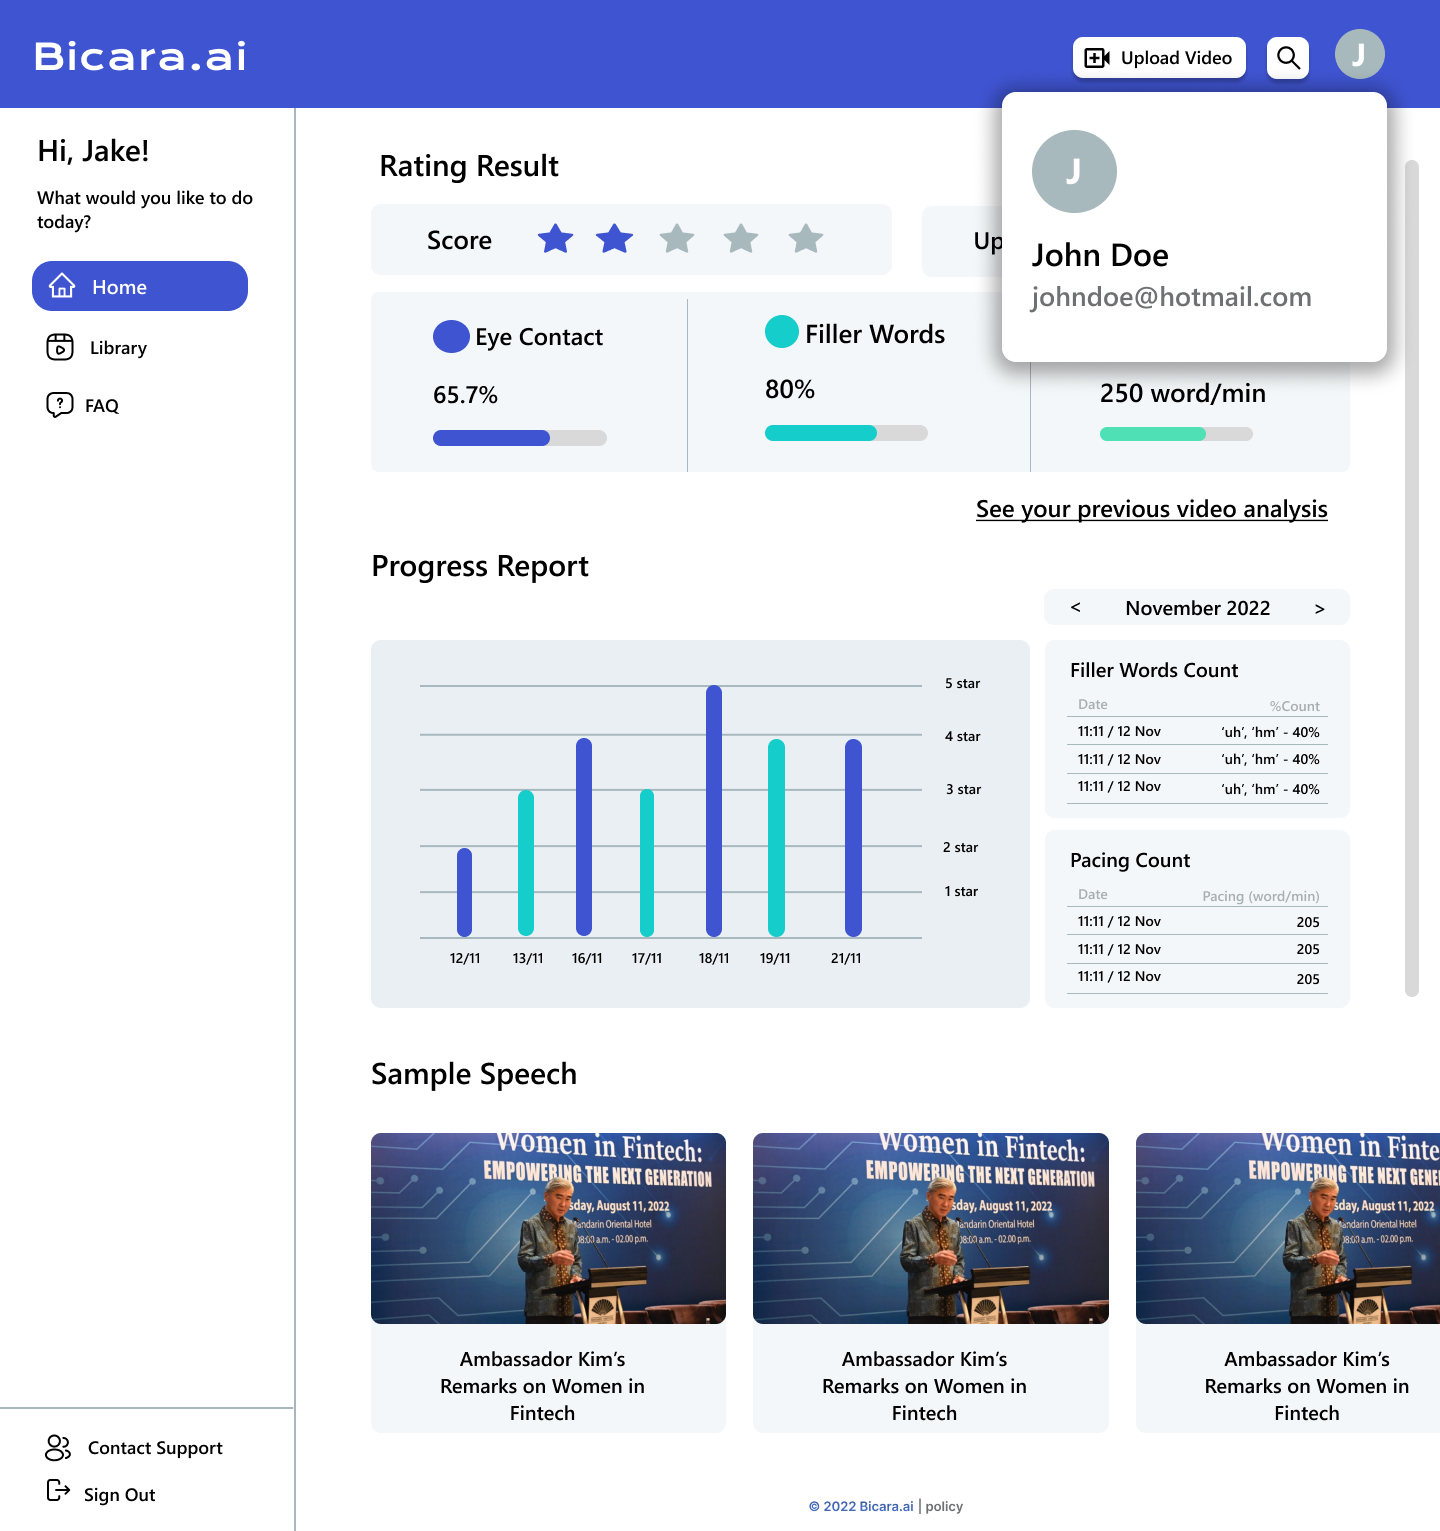 Bicara.ai
Upload Video
J
Hi, Jake!
What would you like to do
today?
Home
Library
FAQ
Contact Support
Sign Out
J
John Doe
johndoe@hotmail.com
Rating Result
Score
Up
Eye Contact
65.7%
Filler Words
80%
250 word/min
See your previous video analysis
Progress Report
< November 2022 >
5 star
4 star
3 star
2 star
1 star
12/11 13/11 16/11 17/11 18/11 19/11 21/11
Filler Words Count
Date %Count
11:11 / 12 Nov ‘uh’, ‘hm’ - 40%
11:11 / 12 Nov ‘uh’, ‘hm’ - 40%
11:11 / 12 Nov ‘uh’, ‘hm’ - 40%
Pacing Count
Date Pacing (word/min)
11:11 / 12 Nov 205
11:11 / 12 Nov 205
11:11 / 12 Nov 205
Sample Speech
Women in Fintech:
EMPOWERING THE NEXT GENERATION
sday, August 11, 2022
Mandarin Oriental Hotel
08:00 a.m. - 02.00 p.m.
Ambassador Kim’s
Remarks on Women in
Fintech
Women in Fintech:
EMPOWERING THE NEXT GENERATION
sday, August 11, 2022
Mandarin Oriental Hotel
08:00 a.m. - 02.00 p.m.
Ambassador Kim’s
Remarks on Women in
Fintech
Women in Finte
EMPOWERING THE NEXT GENER
sday, August 11, 2022
Mandarin Oriental Hotel
08:00 a.m. - 02.00 p.m.
Ambassador Kim’s
Remarks on Women in
Fintech
© 2022 Bicara.ai | policy